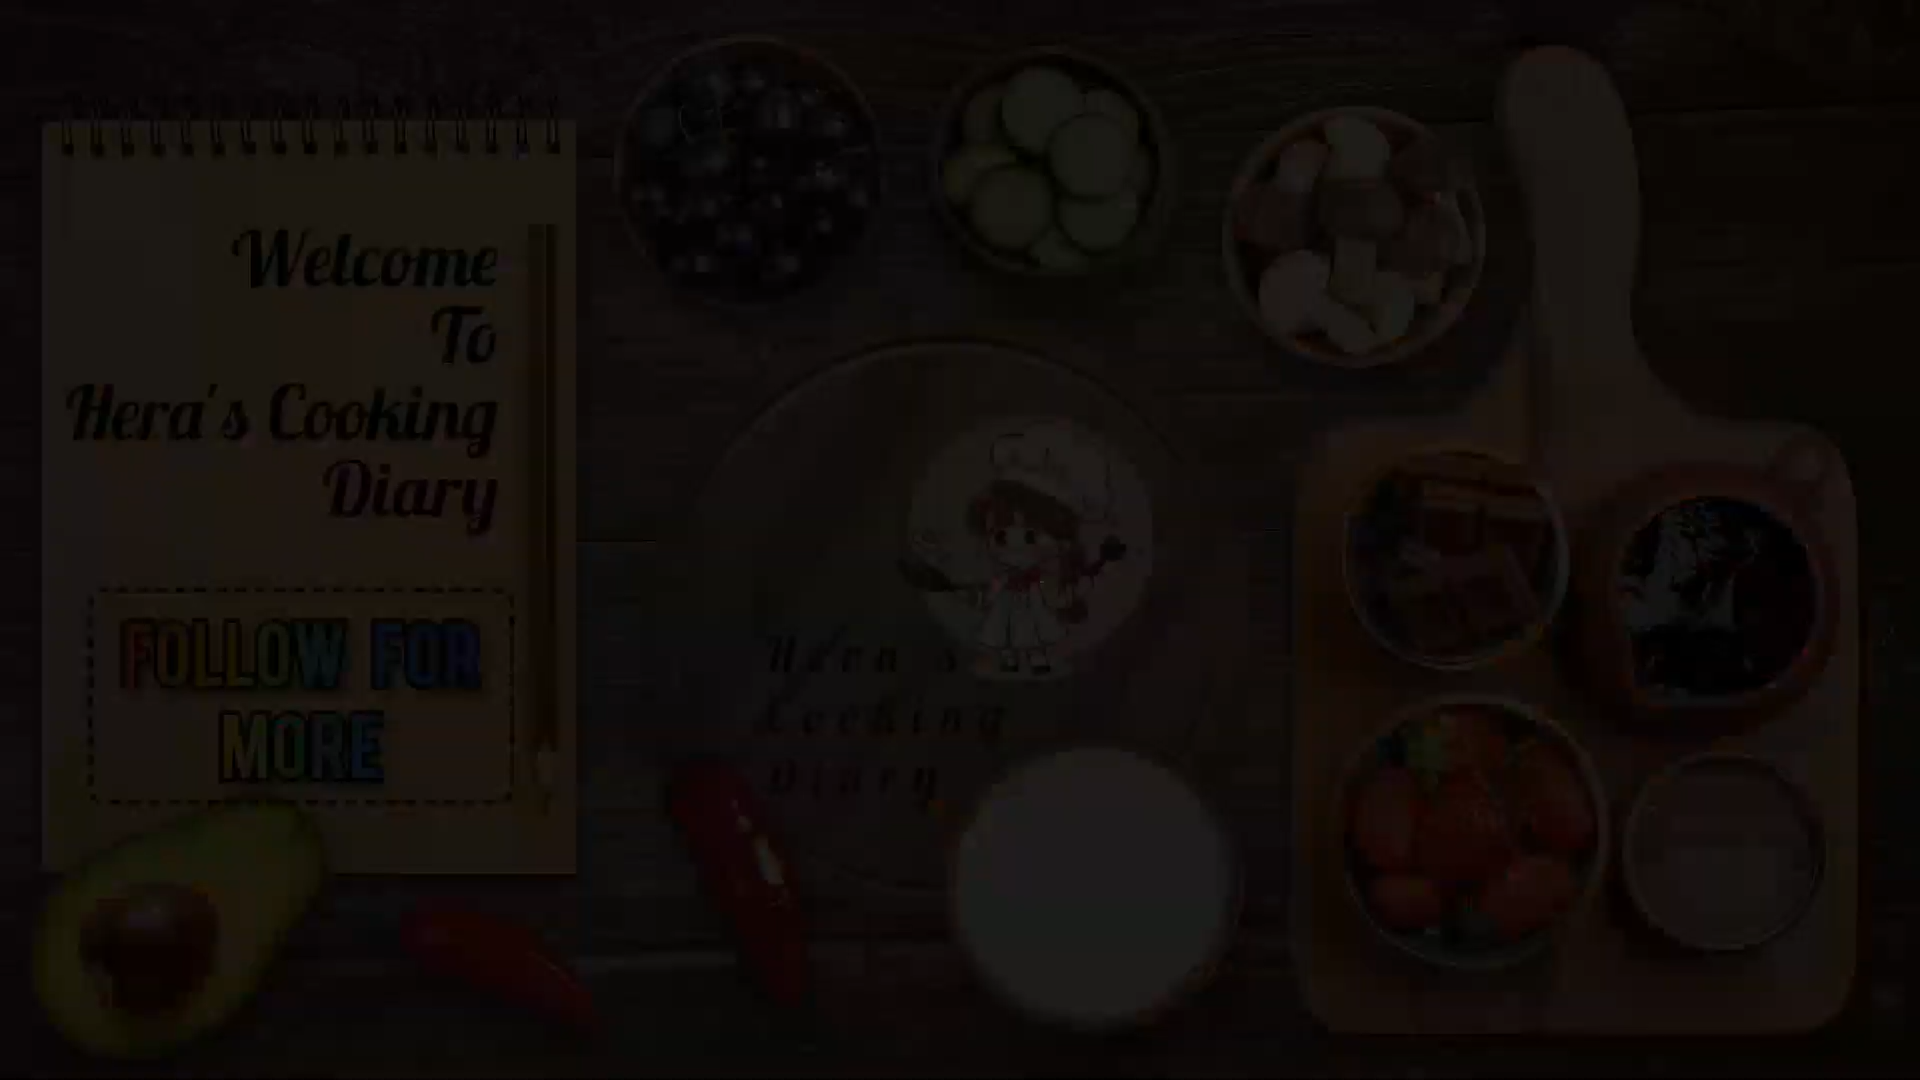 Welcome
To
Hera's Cooking
Diary
FOLLOW FOR
MORE
Hera's
Cooking
Diary